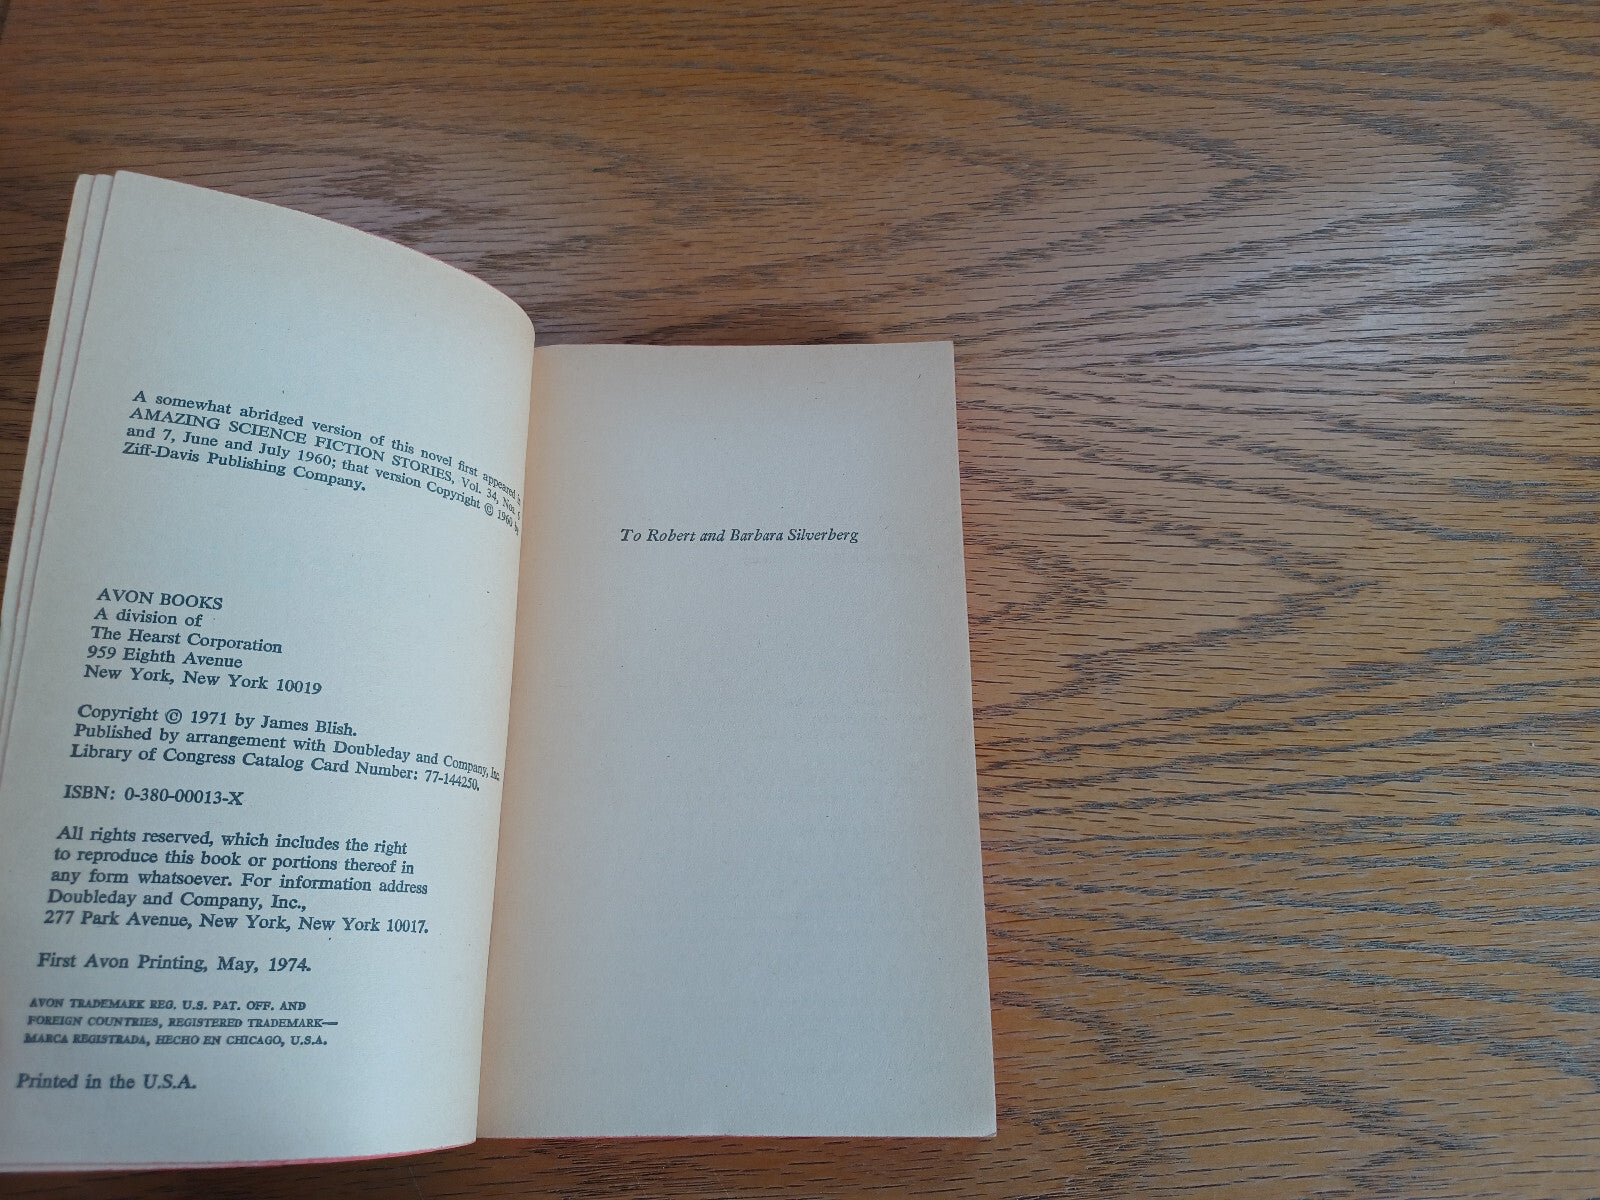 A somewhat abridged version of this novel first appeared in
AMAZING SCIENCE FICTION STORIES, Vol. 34, Nos. 6
and 7, June and July 1960; that version Copyright © 1960 by
Ziff-Davis Publishing Company.
AVON BOOKS
A division of
The Hearst Corporation
959 Eighth Avenue
New York, New York 10019
Copyright © 1971 by James Blish.
Published by arrangement with Doubleday and Company, Inc.
Library of Congress Catalog Card Number: 77-144250.
ISBN: 0-380-00013-X
All rights reserved, which includes the right
to reproduce this book or portions thereof in
any form whatsoever. For information address
Doubleday and Company, Inc.,
277 Park Avenue, New York, New York 10017.
First Avon Printing, May, 1974.
AVON TRADEMARK REG. U.S. PAT. OFF. AND
FOREIGN COUNTRIES, REGISTERED TRADEMARK—
MARCA REGISTRADA, HECHO EN CHICAGO, U.S.A.
Printed in the U.S.A.
To Robert and Barbara Silverberg